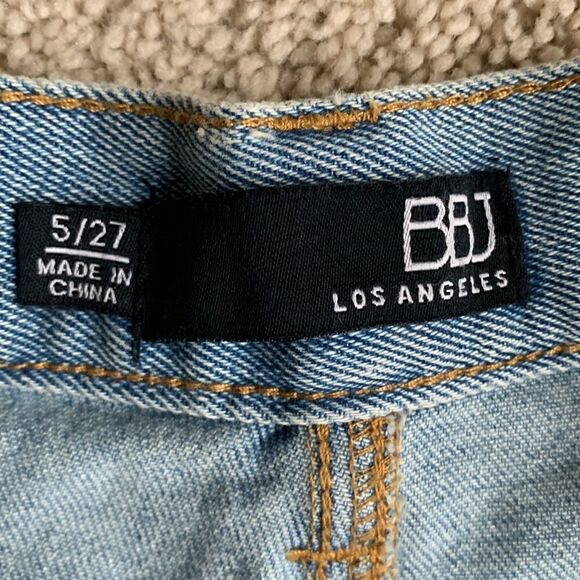 5/27
MADE IN
CHINA
BBJ
LOS ANGELES